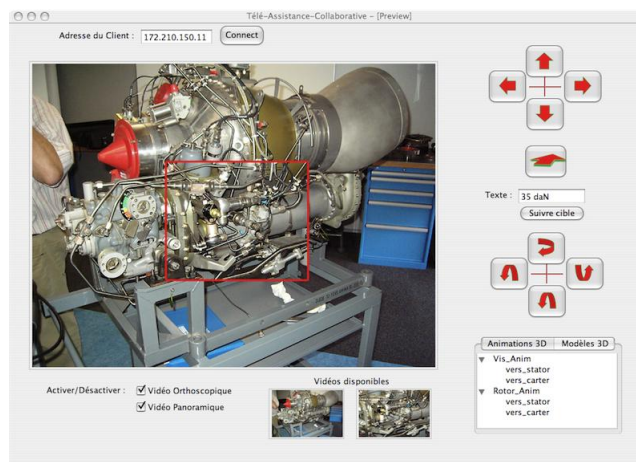 Télé-Assistance-Collaborative – [Preview]
Adresse du Client : 172.210.150.11 Connect
Texte : 35 daN
Suivre cible
Animations 3D Modèles 3D
Vis_Anim
vers_stator
vers_carter
Rotor_Anim
vers_stator
vers_carter
Activer/Désactiver : Vidéo Orthoscopique
Vidéo Panoramique
Vidéos disponibles